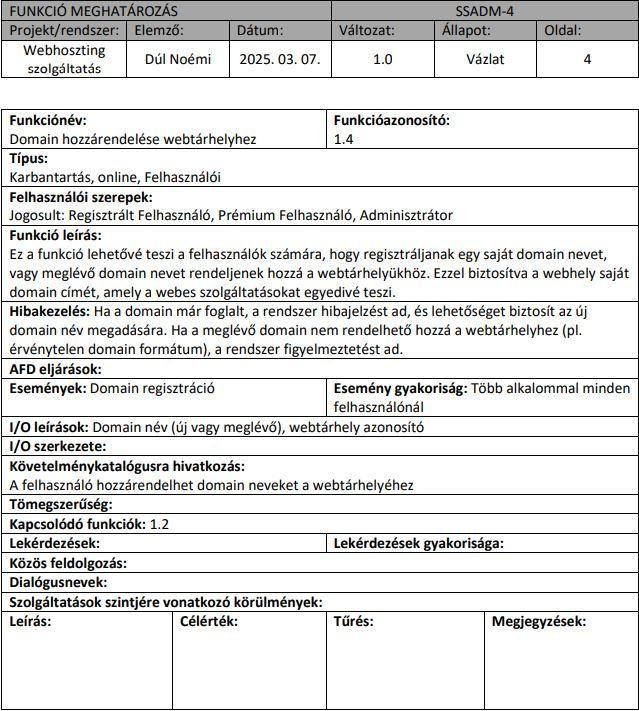 FUNKCIÓ MEGHATÁROZÁS SSADM-4
Projekt/rendszer: Elemző: Dátum: Változat: Állapot: Oldal:
Webhoszting szolgáltatás Dúl Noémi 2025. 03. 07. 1.0 Vázlat 4
Funkciónév: Funkcióazonosító:
Domain hozzárendelése webtárhelyhez 1.4
Típus:
Karbantartás, online, Felhasználói
Felhasználói szerepek:
Jogosult: Regisztrált Felhasználó, Prémium Felhasználó, Adminisztrátor
Funkció leírás:
Ez a funkció lehetővé teszi a felhasználók számára, hogy regisztráljanak egy saját domain nevet,
vagy meglévő domain nevet rendeljenek hozzá a webtárhelyükhöz. Ezzel biztosítva a webhely saját
domain címét, amely a webes szolgáltatásokat egyedivé teszi.
Hibakezelés: Ha a domain már foglalt, a rendszer hibajelzést ad, és lehetőséget biztosít az új
domain név megadására. Ha a meglévő domain nem rendelhető hozzá a webtárhelyhez (pl.
érvénytelen domain formátum), a rendszer figyelmeztetést ad.
AFD eljárások:
Események: Domain regisztráció Esemény gyakoriság: Több alkalommal minden
felhasználónál
I/O leírások: Domain név (új vagy meglévő), webtárhely azonosító
I/O szerkezete:
Követelménykatalógusra hivatkozás:
A felhasználó hozzárendelhet domain neveket a webtárhelyéhez
Tömegszerűség:
Kapcsolódó funkciók: 1.2
Lekérdezések: Lekérdezések gyakorisága:
Közös feldolgozás:
Dialógusnevek:
Szolgáltatások szintjére vonatkozó körülmények:
Leírás: Célérték: Tűrés: Megjegyzések: